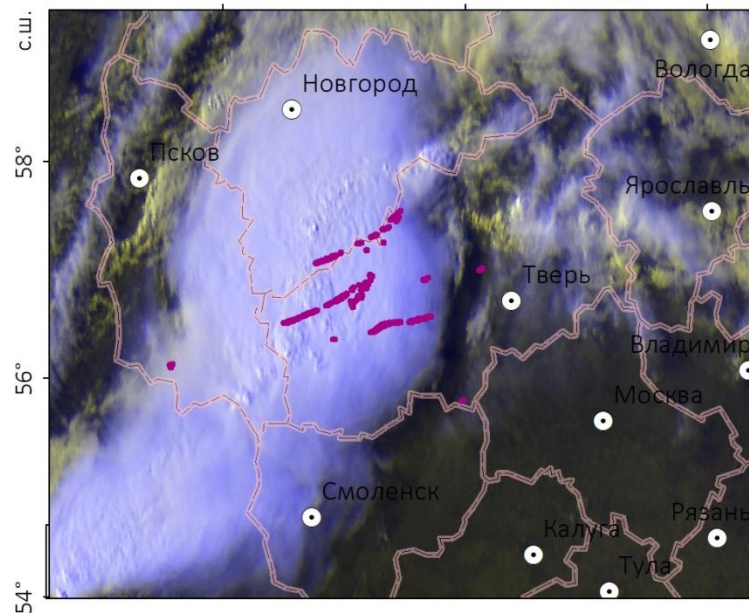 с.ш.
Новгород
Вологда
58°
Псков
Ярославль
Тверь
56°
Владимир
Москва
Смоленск
Рязань
Калуга
Тула
54°